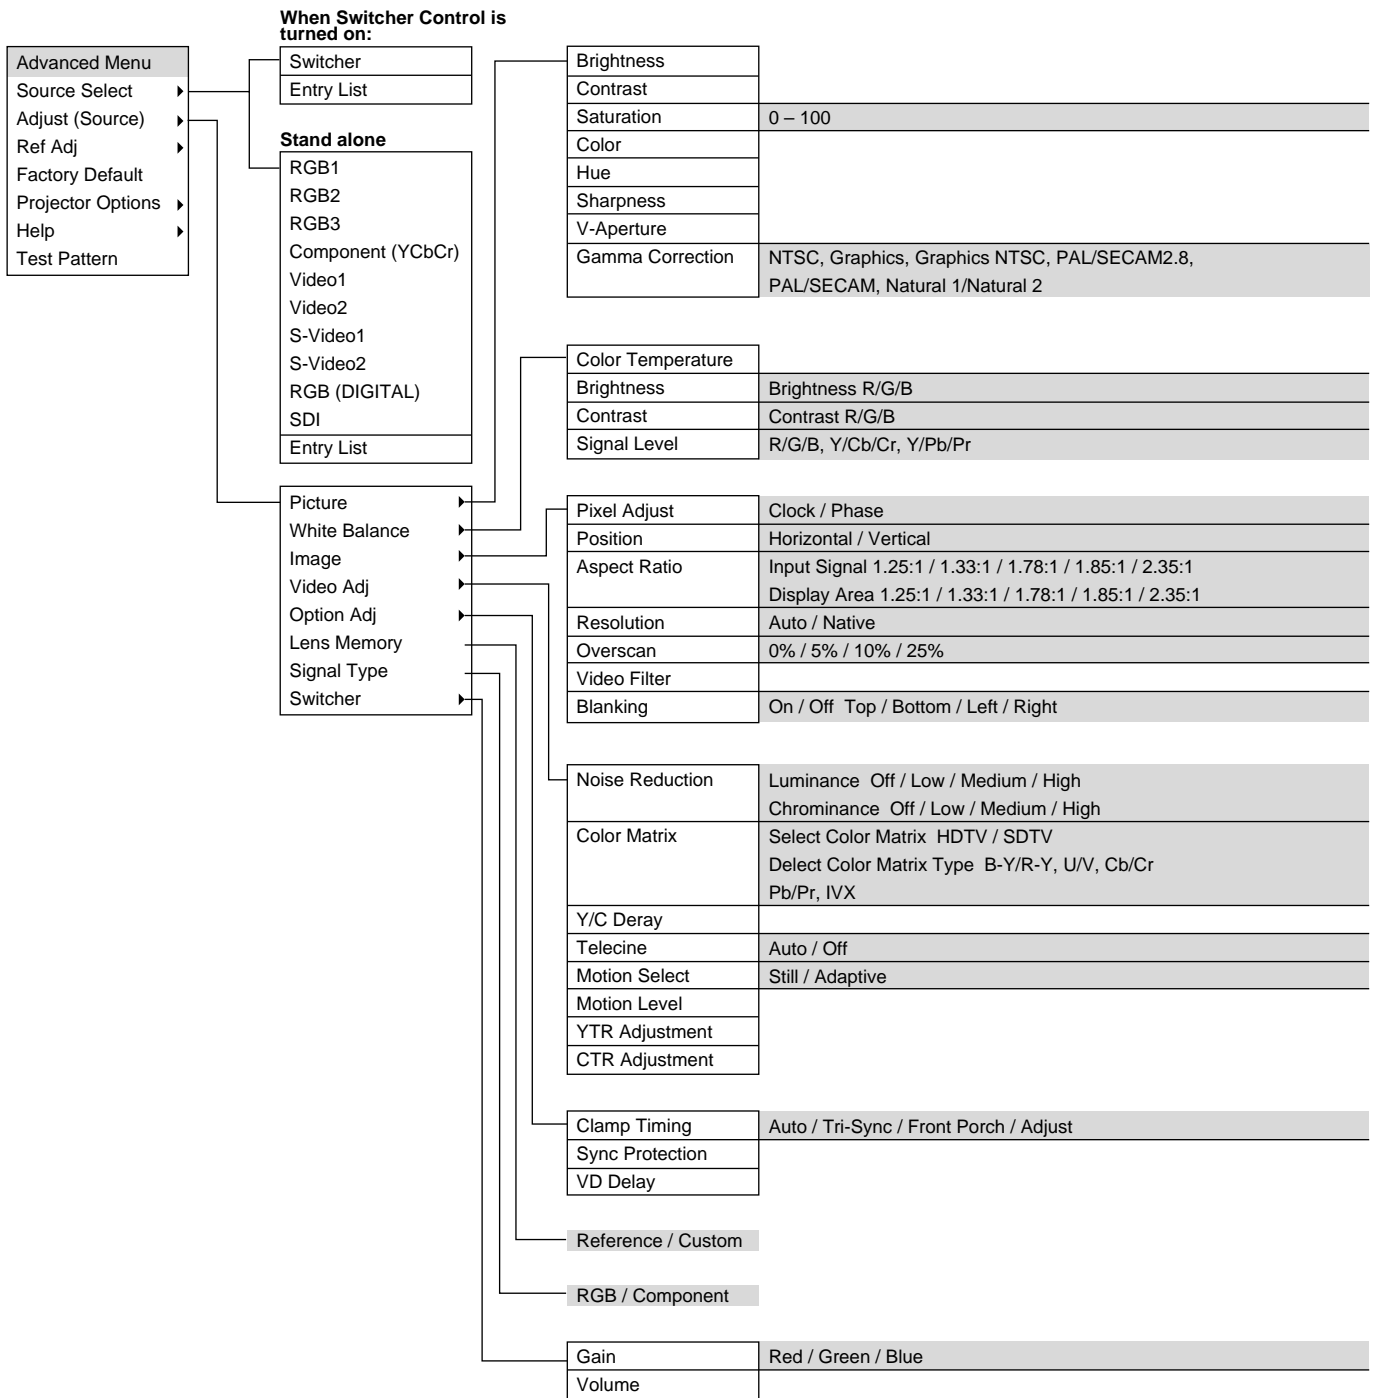 When Switcher Control is
turned on:
Advanced Menu
Source Select
Adjust (Source)
Ref Adj
Factory Default
Projector Options
Help
Test Pattern
Switcher
Entry List
Stand alone
RGB1
RGB2
RGB3
Component (YCbCr)
Video1
Video2
S-Video1
S-Video2
RGB (DIGITAL)
SDI
Entry List
Picture
White Balance
Image
Video Adj
Option Adj
Lens Memory
Signal Type
Switcher
Brightness
Contrast
Saturation 0 – 100
Color
Hue
Sharpness
V-Aperture
Gamma Correction NTSC, Graphics, Graphics NTSC, PAL/SECAM2.8,
PAL/SECAM, Natural 1/Natural 2
Color Temperature
Brightness Brightness R/G/B
Contrast Contrast R/G/B
Signal Level R/G/B, Y/Cb/Cr, Y/Pb/Pr
Pixel Adjust Clock / Phase
Position Horizontal / Vertical
Aspect Ratio Input Signal 1.25:1 / 1.33:1 / 1.78:1 / 1.85:1 / 2.35:1
Display Area 1.25:1 / 1.33:1 / 1.78:1 / 1.85:1 / 2.35:1
Resolution Auto / Native
Overscan 0% / 5% / 10% / 25%
Video Filter
Blanking On / Off Top / Bottom / Left / Right
Noise Reduction Luminance Off / Low / Medium / High
Chrominance Off / Low / Medium / High
Color Matrix Select Color Matrix HDTV / SDTV
Delect Color Matrix Type B-Y/R-Y, U/V, Cb/Cr
Pb/Pr, IVX
Y/C Deray
Telecine Auto / Off
Motion Select Still / Adaptive
Motion Level
YTR Adjustment
CTR Adjustment
Clamp Timing Auto / Tri-Sync / Front Porch / Adjust
Sync Protection
VD Delay
Reference / Custom
RGB / Component
Gain Red / Green / Blue
Volume